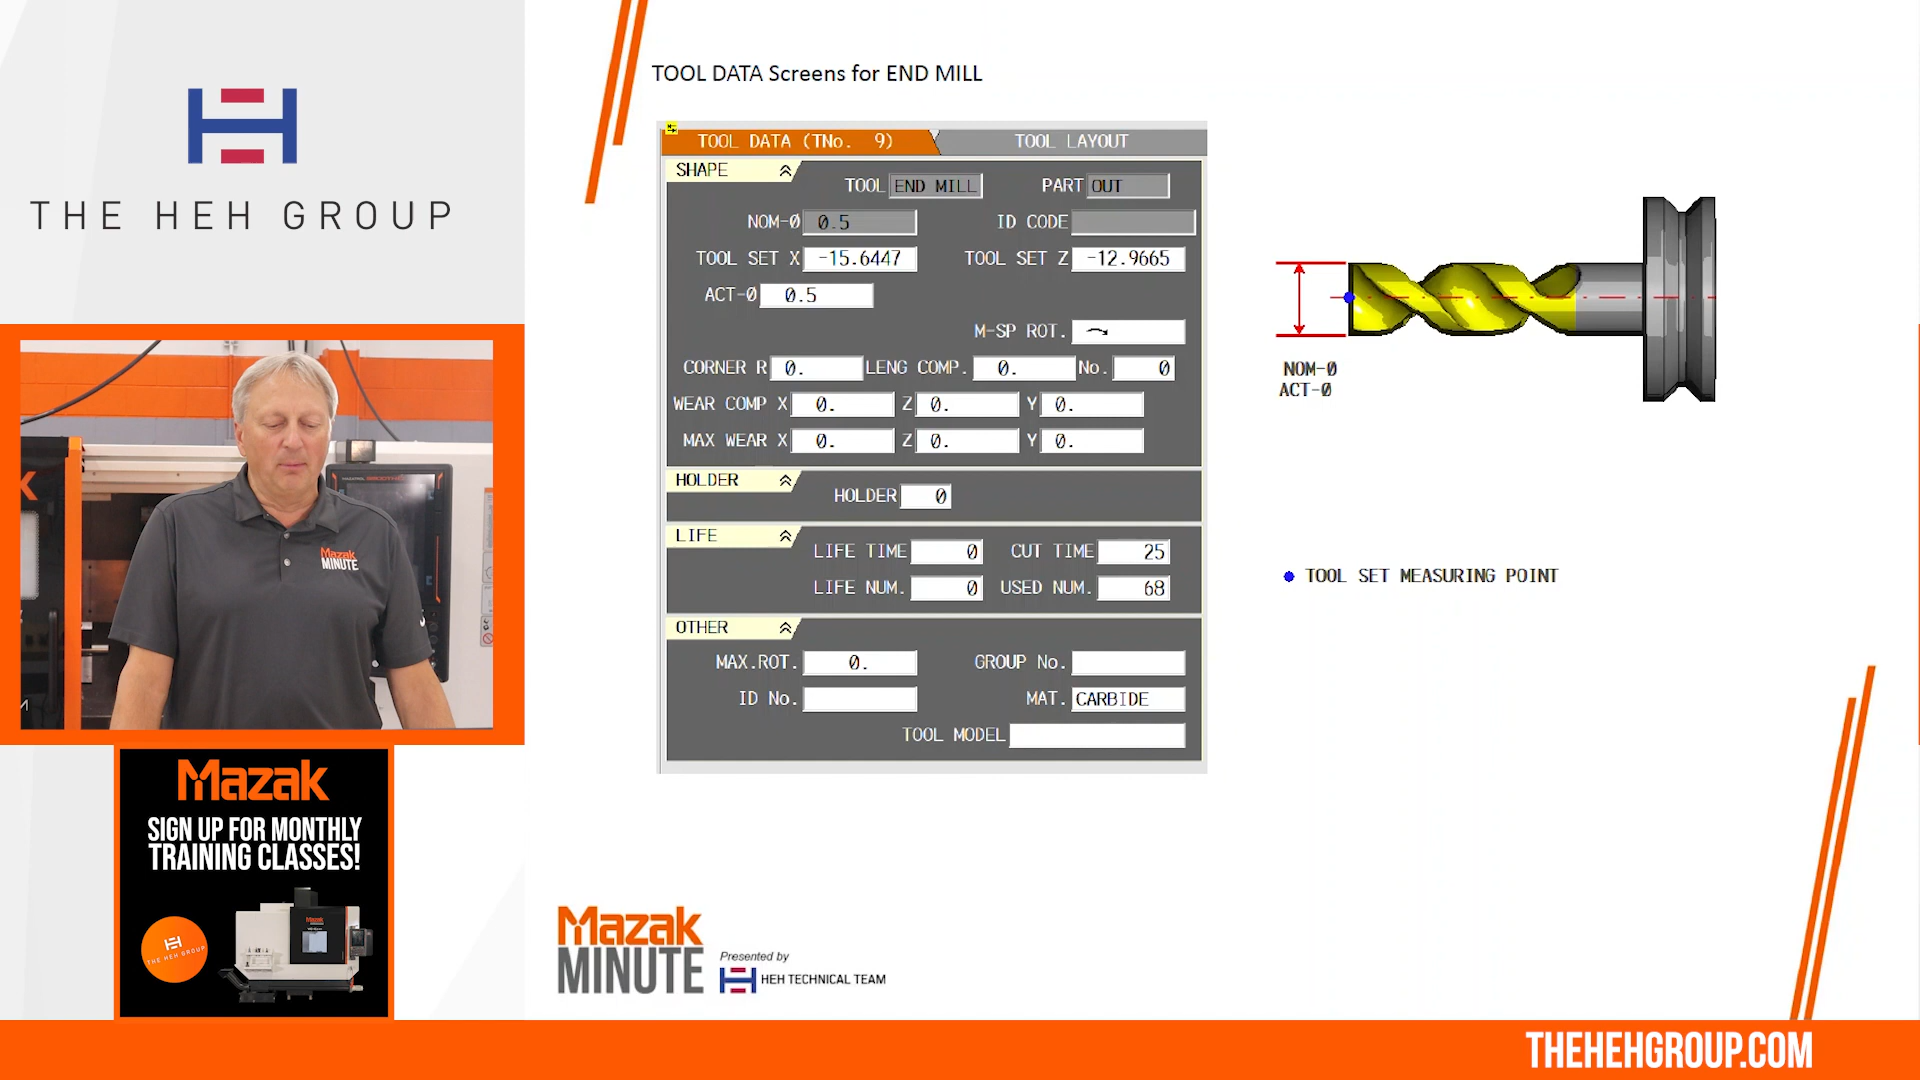 THE HEH GROUP
Mazak
MINUTE
Mazak
SIGN UP FOR MONTHLY
TRAINING CLASSES!
THE HEH GROUP
TOOL DATA Screens for END MILL
TOOL DATA (TNo. 9) TOOL LAYOUT
SHAPE
TOOL END MILL PART OUT
NOM-Ø 0.5 ID CODE
TOOL SET X -15.6447 TOOL SET Z -12.9665
ACT-Ø 0.5
M-SP ROT.
CORNER R 0. LENG COMP. 0. No. 0
WEAR COMP X 0. Z 0. Y 0.
MAX WEAR X 0. Z 0. Y 0.
HOLDER
HOLDER 0
LIFE
LIFE TIME 0 CUT TIME 25
LIFE NUM. 0 USED NUM. 68
OTHER
MAX.ROT. 0. GROUP No.
ID No. MAT. CARBIDE
TOOL MODEL
NOM-Ø
ACT-Ø
TOOL SET MEASURING POINT
Mazak
MINUTE
Presented by
HEH TECHNICAL TEAM
THEHEHGROUP.COM